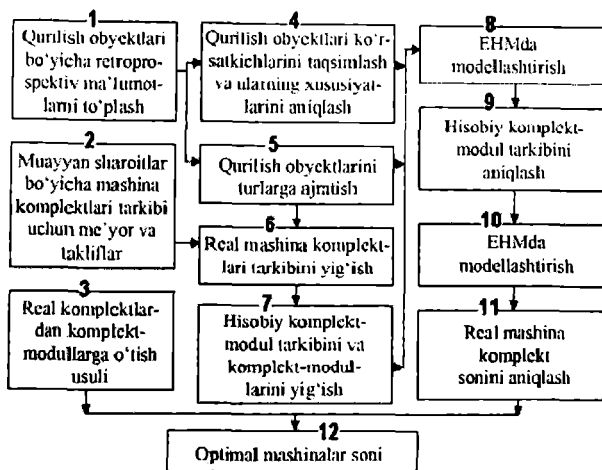 1
Qurilish obyektlari
bo'yicha retropro-
spektiv ma'lumot-
larni to'plash
2
Muayyan sharoitlar
bo'yicha mashina
komplektlari tarkibi
uchun me'yor va
takliflar
3
Real komplektlar-
dan komplekt-
modullarga o'tish
usuli
4
Qurilish obyektlari ko'r-
satkichlarini taqsimlash
va ularning xususiyat-
larini aniqlash
5
Qurilish obyektlarini
turlarga ajratish
6
Real mashina komplekt-
lari tarkibini yig'ish
7
Hisobiy komplekt-
modul tarkibini va
komplekt-modul-
larini yig'ish
8
EHMda
modellashtirish
9
Hisobiy komplekt-
modul tarkibini
aniqlash
10
EHMda
modellashtirish
11
Real mashina
komplekt
sonini aniqlash
12
Optimal mashinalar soni